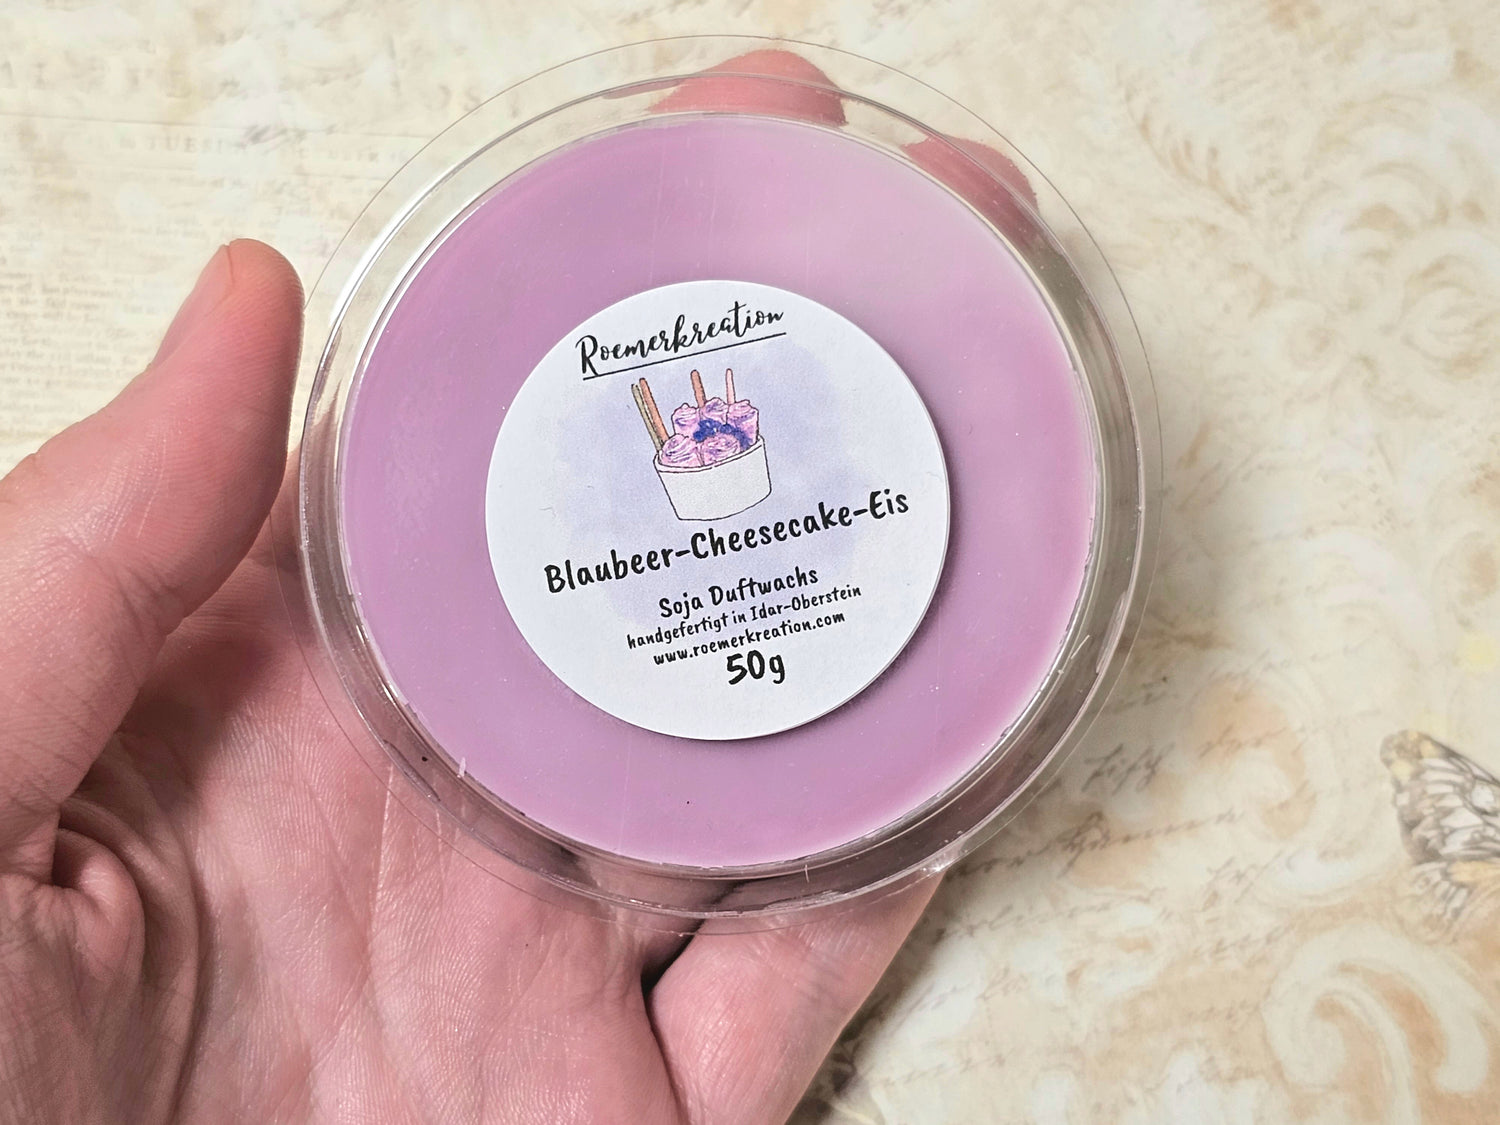 Roemerkreation
Blaubeer-Cheesecake-Eis
Soja Duftwachs
handgefertigt in Idar-Oberstein
www.roemerkreation.com
50g